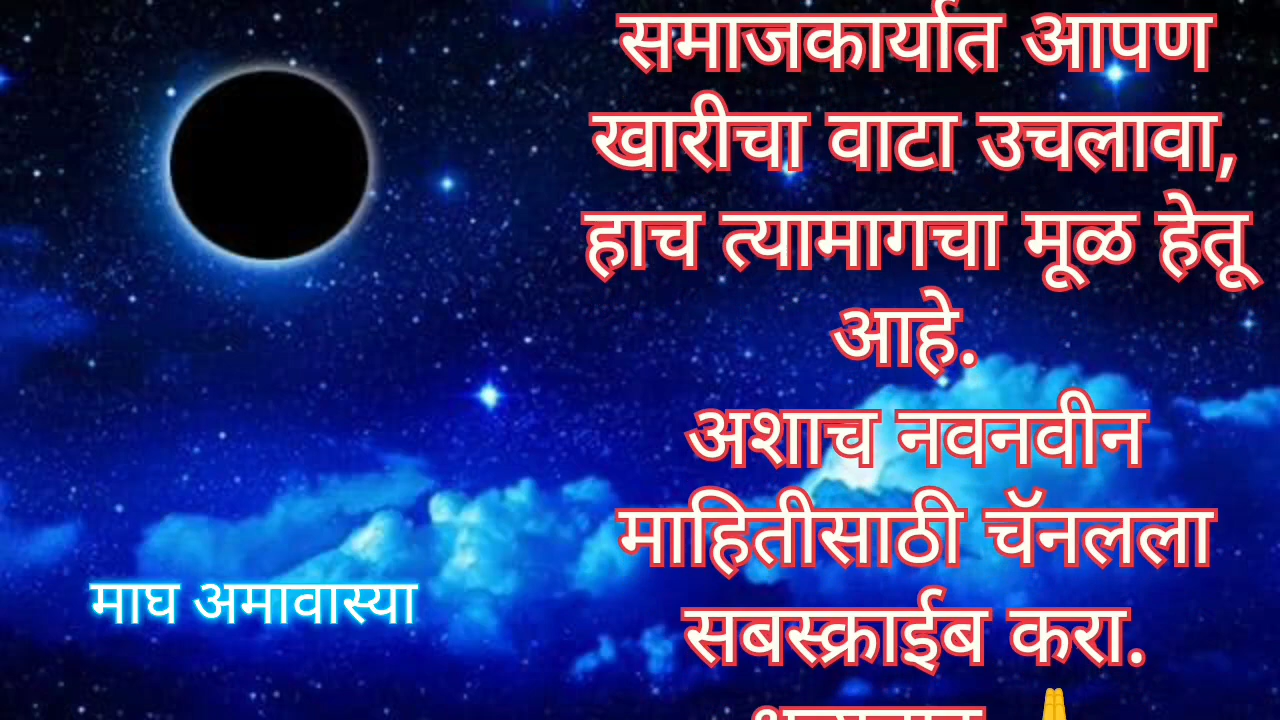 समाजकार्यात आपण
खारीचा वाटा उचलावा,
हाच त्यामागचा मूळ हेतू
आहे.
अशाच नवनवीन
माहितीसाठी चॅनलला
सबस्क्राईब करा.
माघ अमावास्या